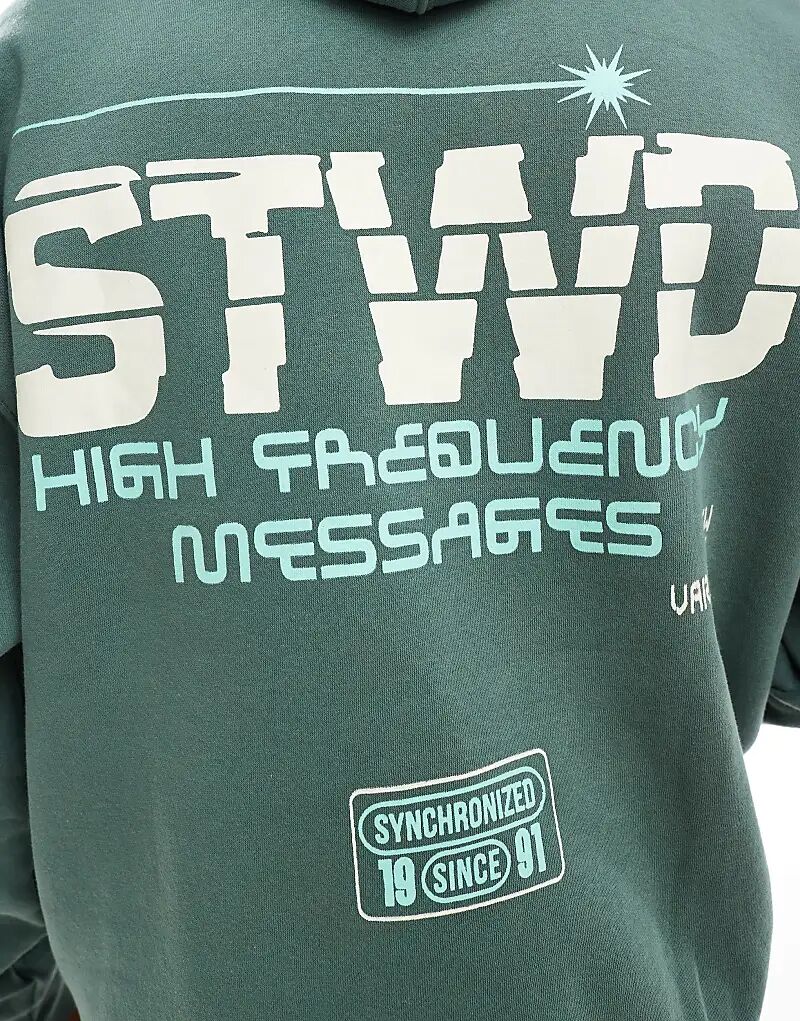 STWD
HIGH FREQUENCY
MESSAGES
SYNCHRONIZED
19 SINCE 91